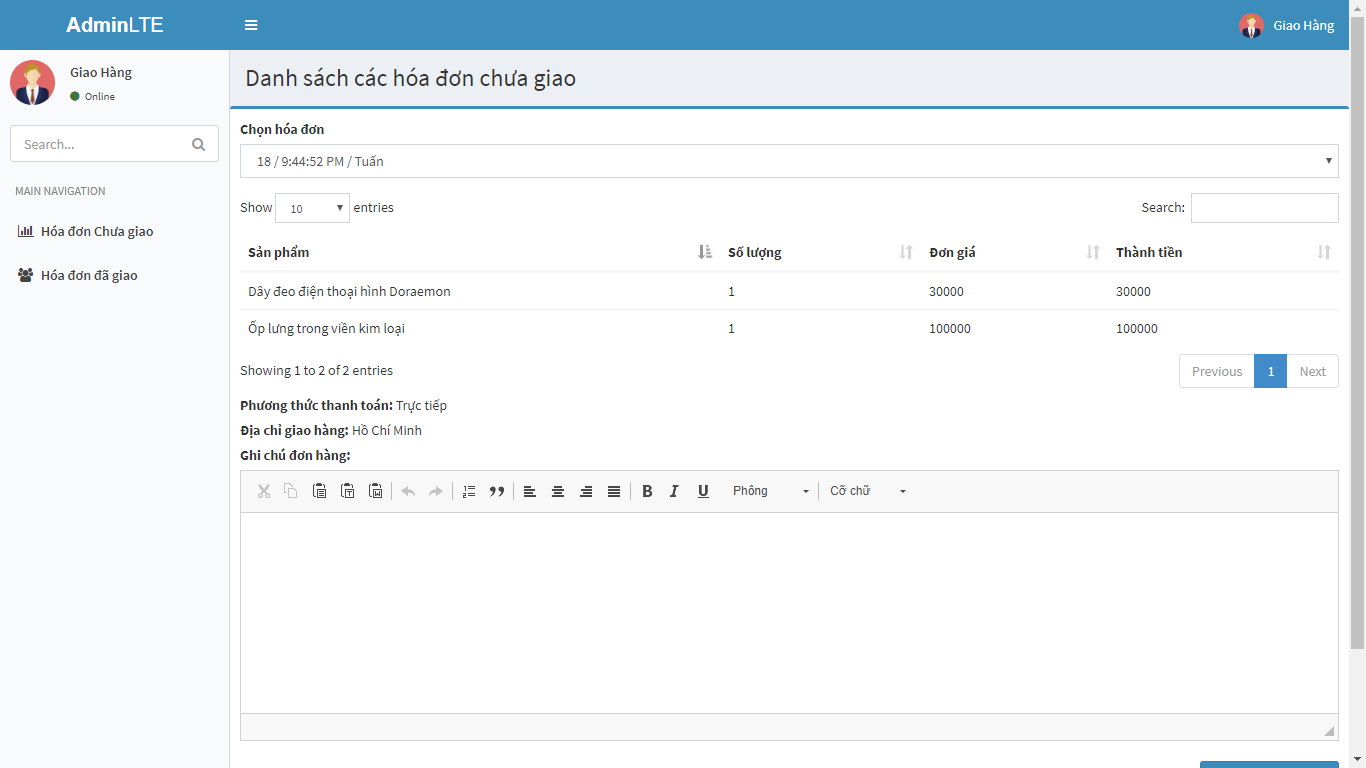 AdminLTE
Giao Hàng
Giao Hàng
Online
Search...
MAIN NAVIGATION
Hóa đơn Chưa giao
Hóa đơn đã giao
Danh sách các hóa đơn chưa giao
Chọn hóa đơn
18 / 9:44:52 PM / Tuấn
Show 10 entries Search:
Sản phẩm Số lượng Đơn giá Thành tiền
Dây đeo điện thoại hình Doraemon 1 30000 30000
Ốp lưng trong viền kim loại 1 100000 100000
Showing 1 to 2 of 2 entries Previous 1 Next
Phương thức thanh toán: Trực tiếp
Địa chỉ giao hàng: Hồ Chí Minh
Ghi chú đơn hàng:
B I U Phông Cỡ chữ